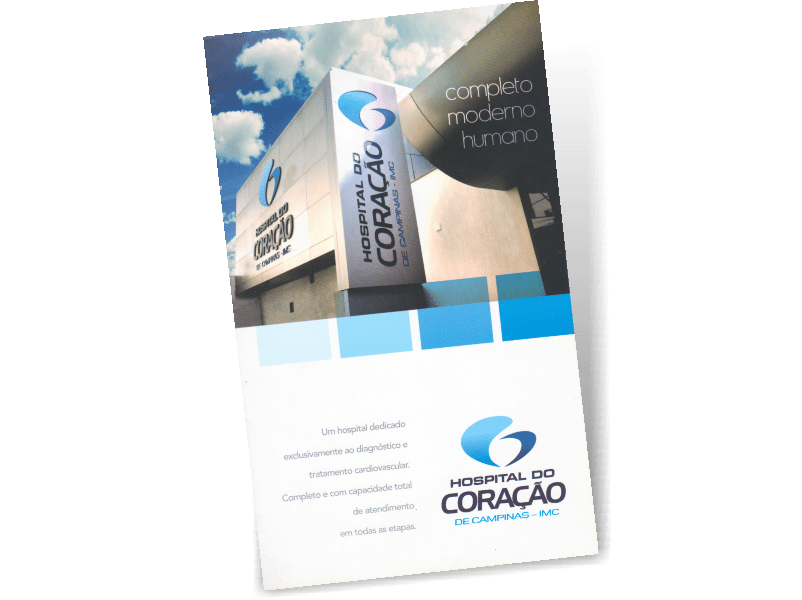 completo
moderno
humano
HOSPITAL DO
CORAÇÃO
DE CAMPINAS - IMC
HOSPITAL DO
CORAÇÃO
DE CAMPINAS - IMC
Um hospital dedicado
exclusivamente ao diagnóstico e
tratamento cardiovascular.
Completo e com capacidade total
de atendimento,
em todas as etapas.
HOSPITAL DO
CORAÇÃO
DE CAMPINAS - IMC